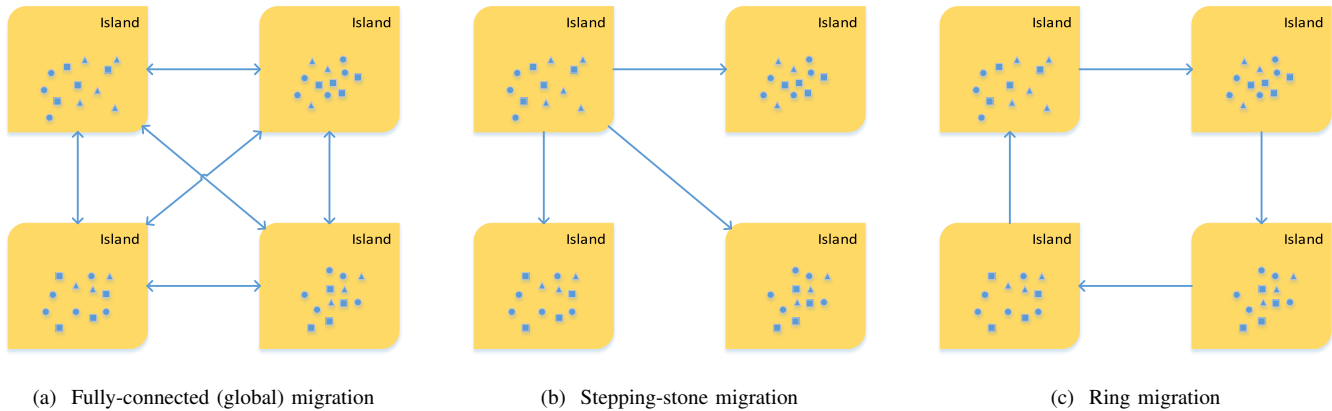 Island
Island
Island
Island
Island
Island
Island
Island
Island
Island
Island
Island
(a) Fully-connected (global) migration
(b) Stepping-stone migration
(c) Ring migration